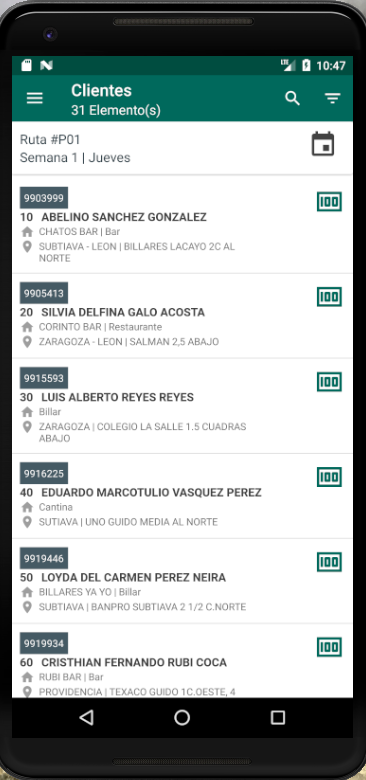 LTE 10:47
Clientes
31 Elemento(s)
Ruta #P01
Semana 1 | Jueves
9903999
10 ABELINO SANCHEZ GONZALEZ
CHATOS BAR | Bar
SUBTIAVA - LEON | BILLARES LACAYO 2C AL
NORTE
9905413
20 SILVIA DELFINA GALO ACOSTA
CORINTO BAR | Restaurante
ZARAGOZA - LEON | SALMAN 2,5 ABAJO
9915593
30 LUIS ALBERTO REYES REYES
Billar
ZARAGOZA | COLEGIO LA SALLE 1.5 CUADRAS
ABAJO
9916225
40 EDUARDO MARCOTULIO VASQUEZ PEREZ
Cantina
SUTIAVA | UNO GUIDO MEDIA AL NORTE
9919446
50 LOYDA DEL CARMEN PEREZ NEIRA
BILLARES YA YO | Billar
SUBTIAVA | BANPRO SUBTIAVA 2 1/2 C.NORTE
9919934
60 CRISTHIAN FERNANDO RUBI COCA
RUBI BAR | Bar
PROVIDENCIA | TEXACO GUIDO 1C.OESTE, 4